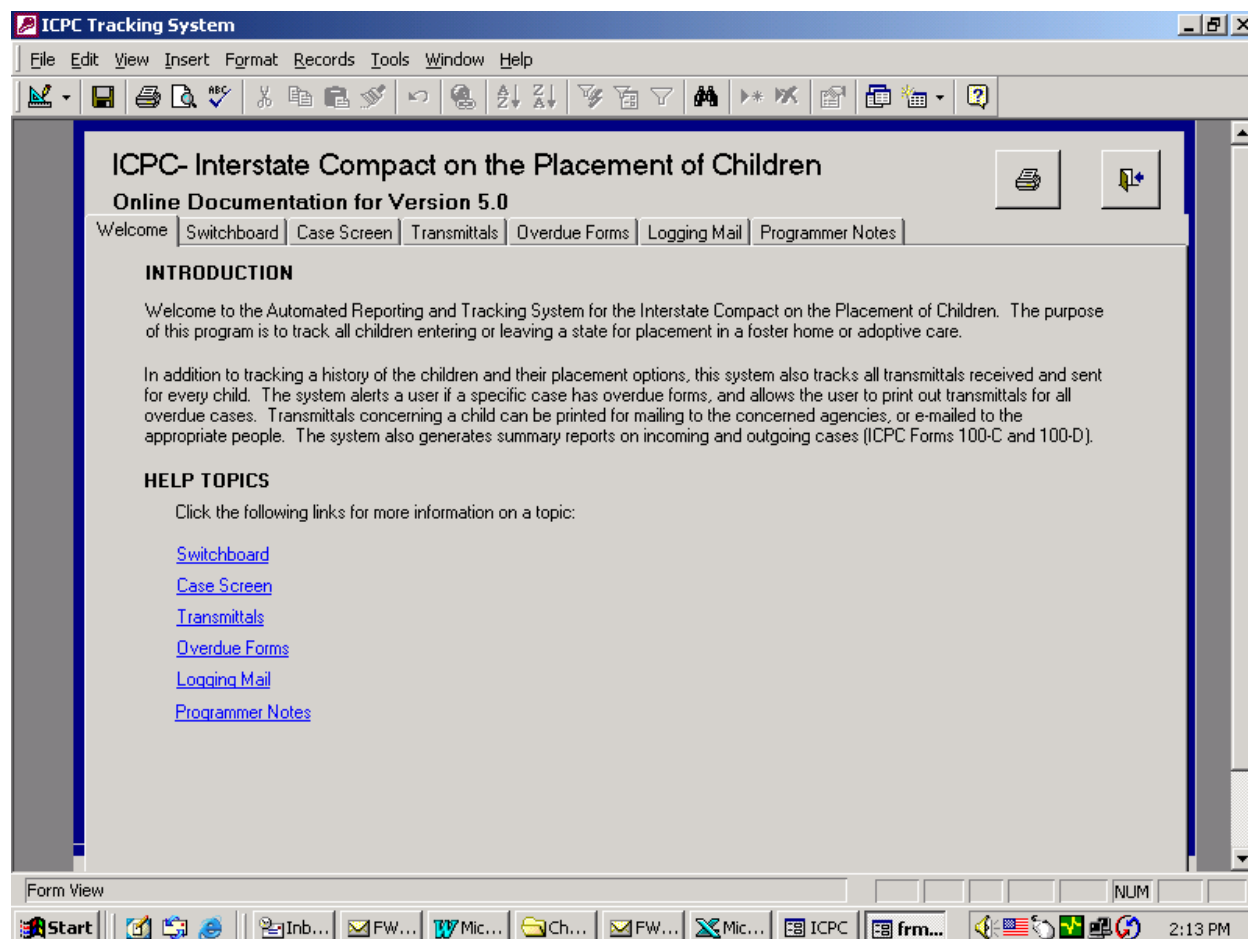 ICPC Tracking System
File Edit View Insert Format Records Tools Window Help
ICPC- Interstate Compact on the Placement of Children
Online Documentation for Version 5.0
Welcome Switchboard Case Screen Transmittals Overdue Forms Logging Mail Programmer Notes
INTRODUCTION
Welcome to the Automated Reporting and Tracking System for the Interstate Compact on the Placement of Children. The purpose
of this program is to track all children entering or leaving a state for placement in a foster home or adoptive care.
In addition to tracking a history of the children and their placement options, this system also tracks all transmittals received and sent
for every child. The system alerts a user if a specific case has overdue forms, and allows the user to print out transmittals for all
overdue cases. Transmittals concerning a child can be printed for mailing to the concerned agencies, or e-mailed to the
appropriate people. The system also generates summary reports on incoming and outgoing cases (ICPC Forms 100-C and 100-D).
HELP TOPICS
Click the following links for more information on a topic:
Switchboard
Case Screen
Transmittals
Overdue Forms
Logging Mail
Programmer Notes
Form View NUM
Start Inb... FW... Mic... Ch... FW... Mic... ICPC frm... 2:13 PM